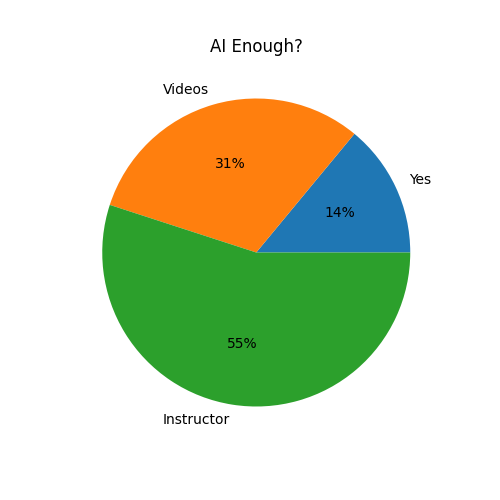 AI Enough?
Videos
31%
Yes
14%
55%
Instructor